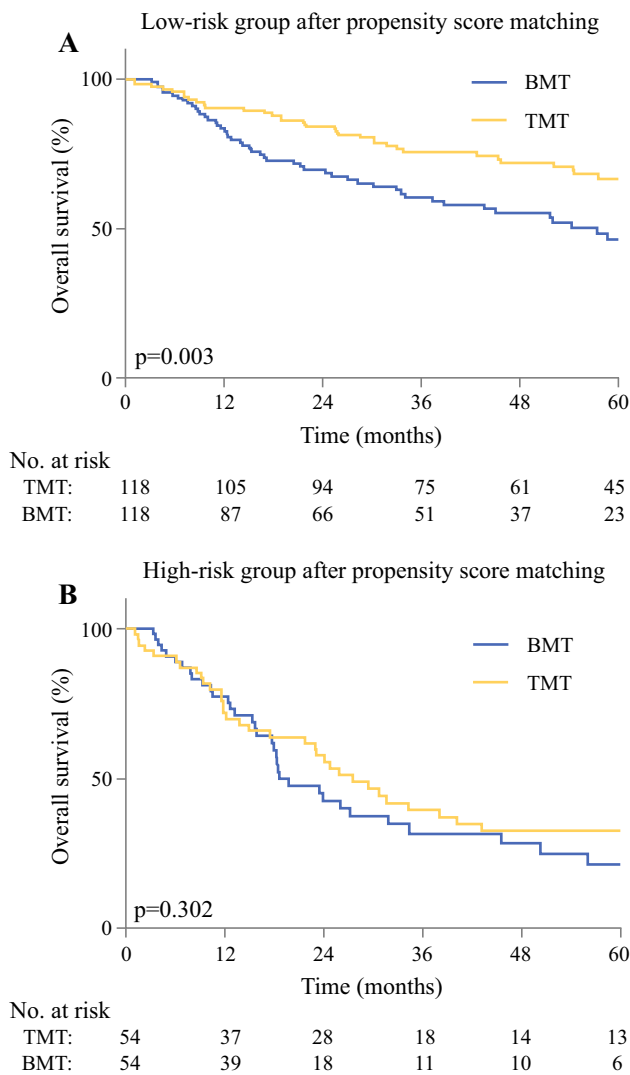 Low-risk group after propensity score matching
A
100
50
0
Overall survival (%)
BMT
TMT
p=0.003
0 12 24 36 48 60
Time (months)
No. at risk
TMT: 118 105 94 75 61 45
BMT: 118 87 66 51 37 23
High-risk group after propensity score matching
B
100
50
0
Overall survival (%)
BMT
TMT
p=0.302
0 12 24 36 48 60
Time (months)
No. at risk
TMT: 54 37 28 18 14 13
BMT: 54 39 18 11 10 6